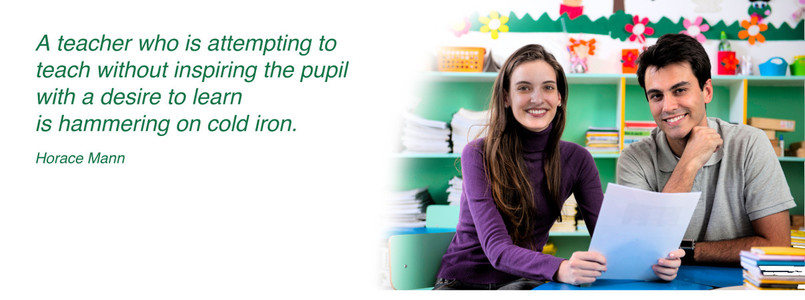 A teacher who is attempting to
teach without inspiring the pupil
with a desire to learn
is hammering on cold iron.
Horace Mann